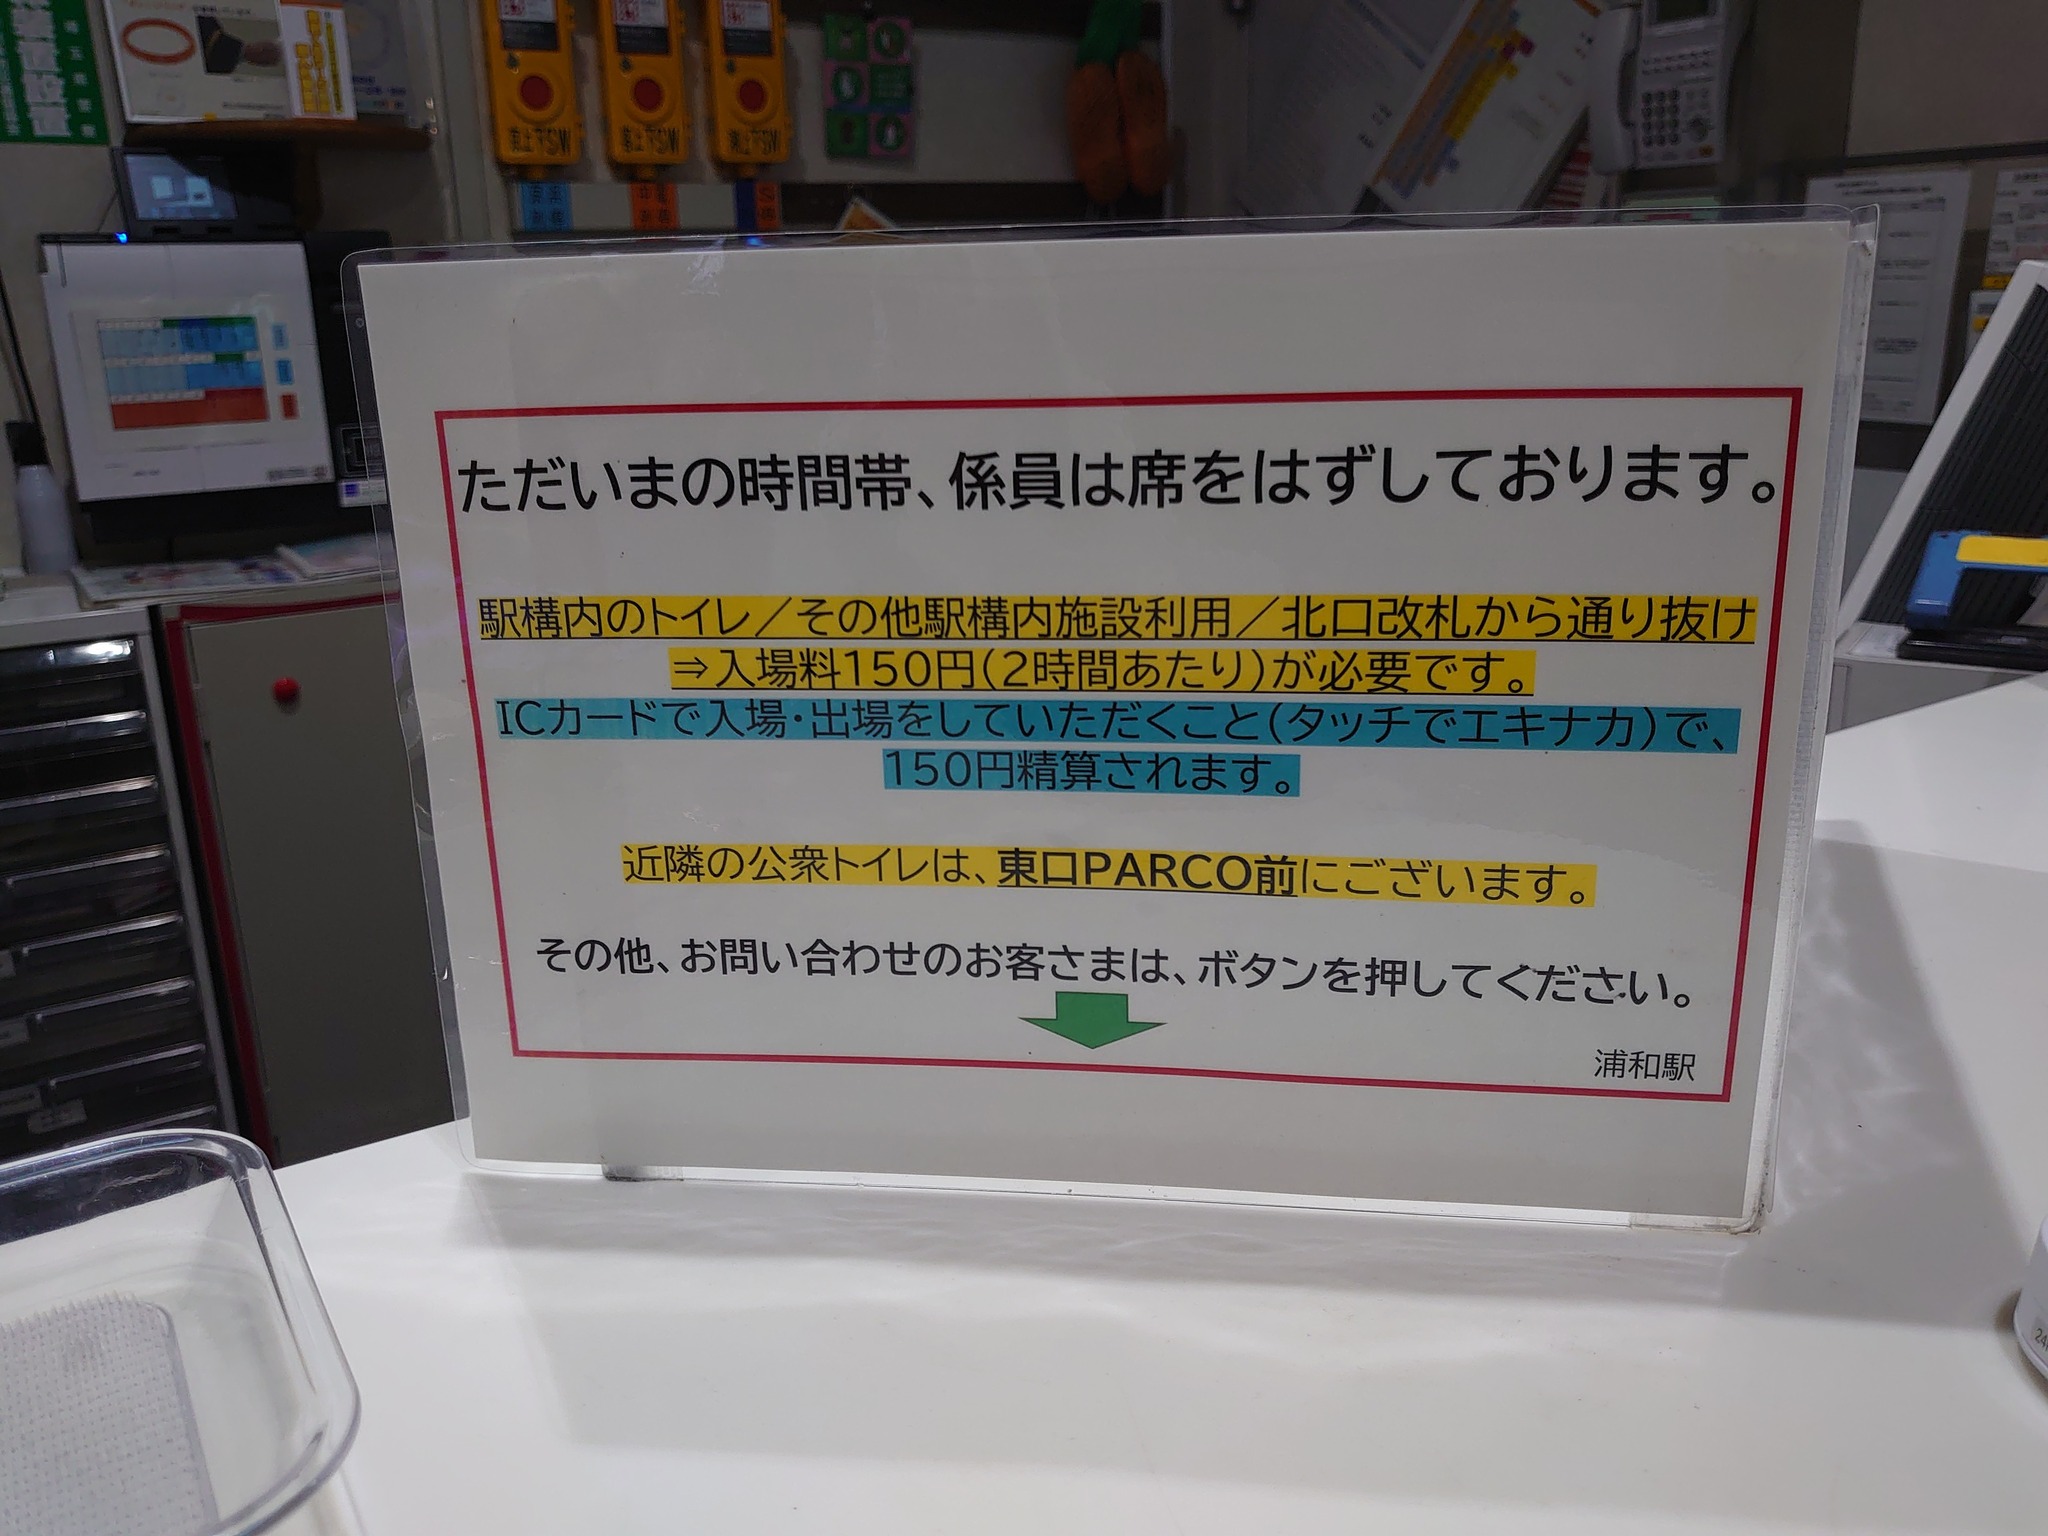 ただいまの時間帯、係員は席をはずしております。
駅構内のトイレ／その他駅構内施設利用／北口改札から通り抜け
⇒入場料150円(2時間あたり)が必要です。
ICカードで入場・出場をしていただくこと(タッチでエキナカ)で、
150円精算されます。
近隣の公衆トイレは、東口PARCO前にございます。
その他、お問い合わせのお客さまは、ボタンを押してください。
浦和駅